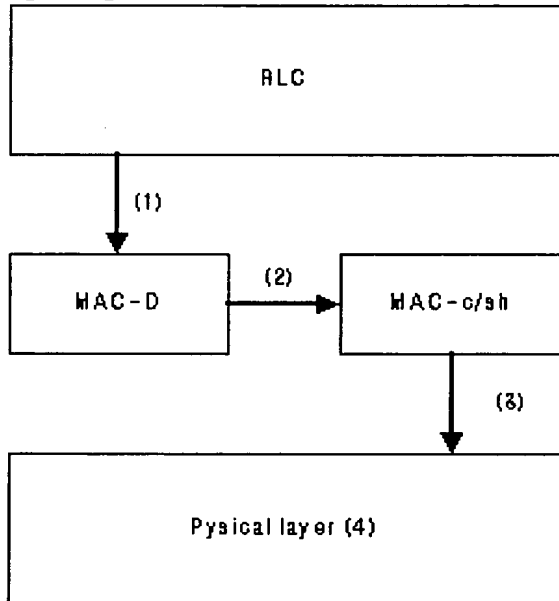 RLC
(1)
MAC-D
(2)
MAC-c/sh
(3)
Pysical layer (4)